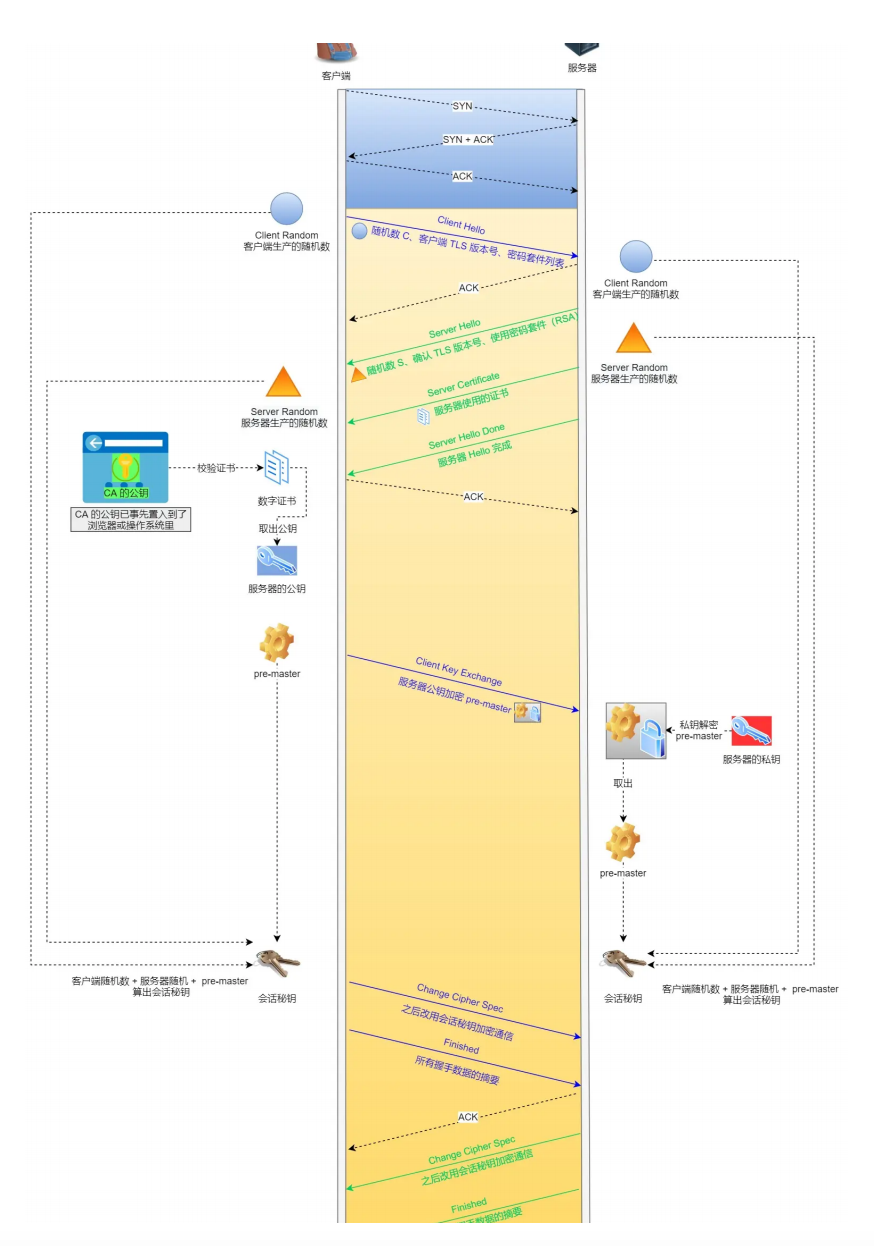 客户端
服务器
SYN
SYN + ACK
ACK
Client Random
客户端生产的随机数
Client Hello
随机数 C、客户端 TLS 版本号、密码套件列表
Client Random
客户端生产的随机数
ACK
Server Hello
随机数 S、确认 TLS 版本号、使用密码套件（RSA）
Server Random
服务器生产的随机数
Server Random
服务器生产的随机数
Server Certificate
服务器使用的证书
Server Hello Done
服务器 Hello 完成
CA 的公钥
校验证书
数字证书
CA 的公钥已事先置入到了
浏览器或操作系统里
ACK
取出公钥
服务器的公钥
pre-master
Client Key Exchange
服务器公钥加密 pre-master
私钥解密
pre-master
服务器的私钥
取出
pre-master
客户端随机数 + 服务器随机 + pre-master
算出会话秘钥
会话秘钥
会话秘钥
客户端随机数 + 服务器随机 + pre-master
算出会话秘钥
Change Cipher Spec
之后改用会话秘钥加密通信
Finished
所有握手数据的摘要
ACK
Change Cipher Spec
之后改用会话秘钥加密通信
Finished
手数据的摘要